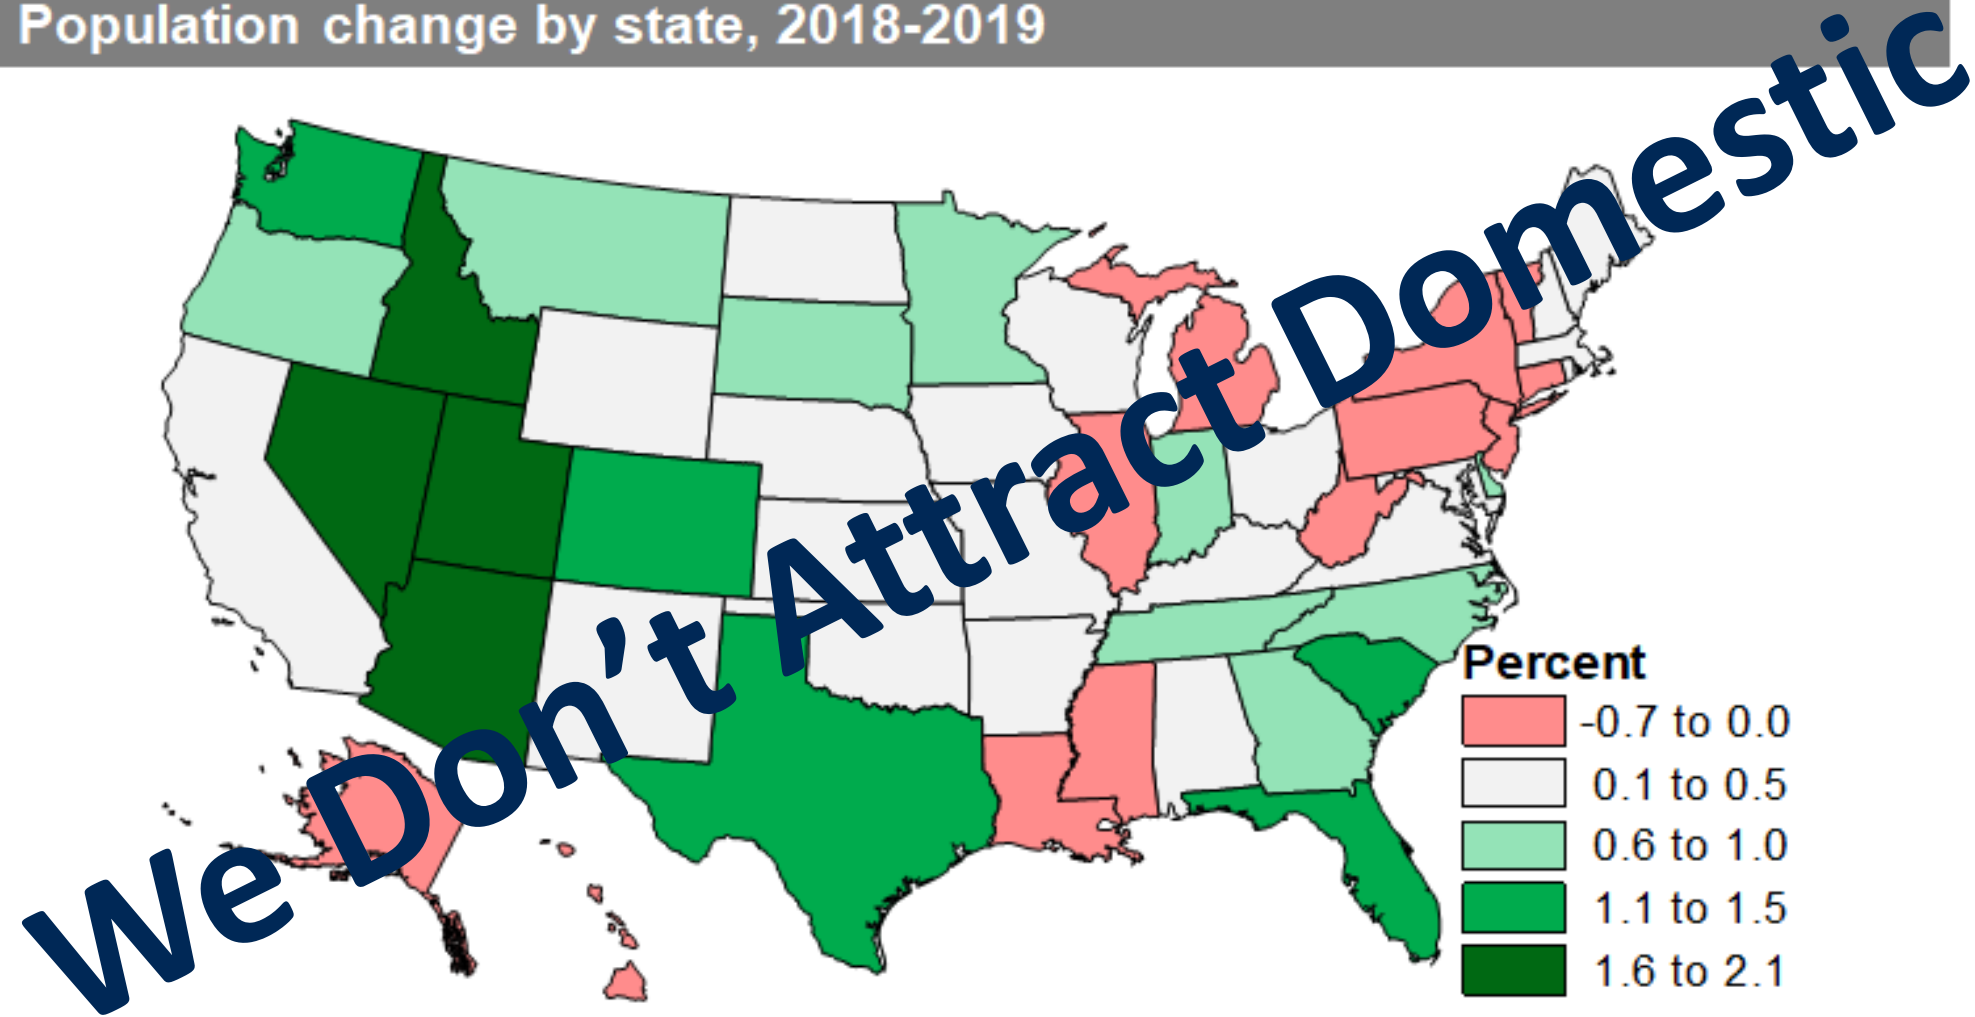 Population change by state, 2018-2019
We Don’t Attract Domestic
Percent
-0.7 to 0.0
0.1 to 0.5
0.6 to 1.0
1.1 to 1.5
1.6 to 2.1